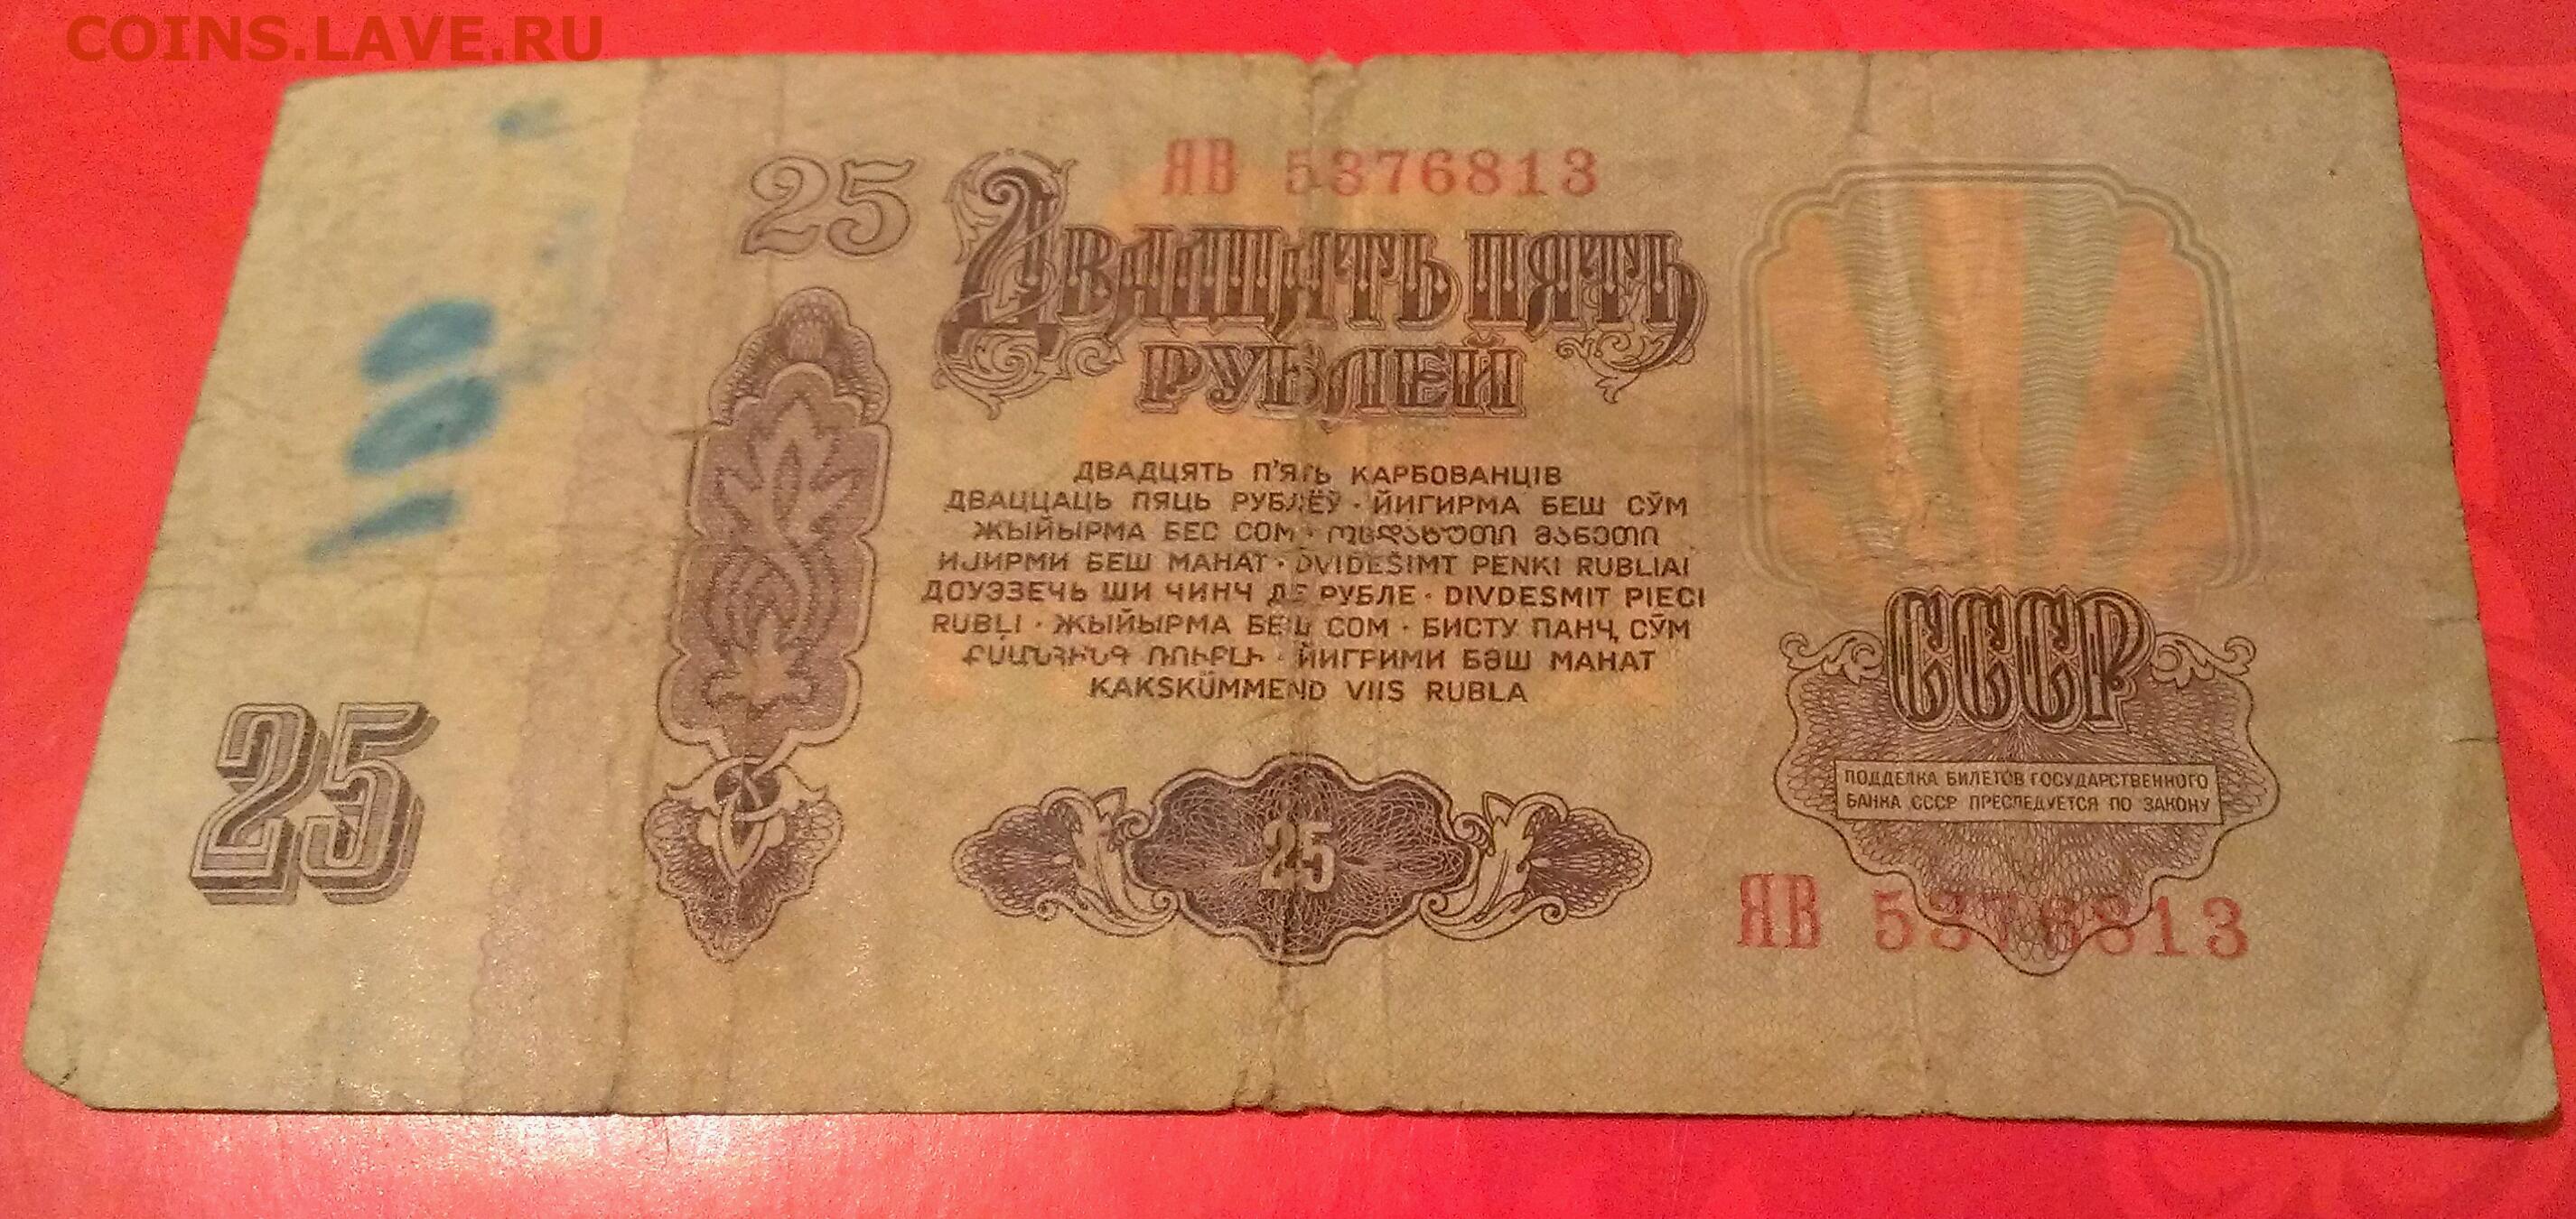 COINS.LAVE.RU
25 ЯВ 5376813
ДВАДЦАТЬ ПЯТЬ
РУБЛЕЙ
ДВАДЦЯТЬ П'ЯТЬ КАРБОВАНЦІВ
ДВАЦЦАЦЬ ПЯЦЬ РУБЛЁЎ · ЙИГИРМА БЕШ СЎМ
ЖЫЙЫРМА БЕС СОМ · ოცდახუთი მანეთი
ИЈИРМИ БЕШ МАНАТ · DVIDEŠIMT PENKI RUBLIAI
ДОУЭЗЕЧЬ ШИ ЧИНЧ ДЕ РУБЛЕ · DIVDESMIT PIECI
RUBĻI · ЖЫЙЫРМА БЕШ СОМ · БИСТУ ПАНҶ СӮМ
ՔՍԱՆՀԻՆԳ ՌՈՒԲԼԻ · ЙИГРИМИ БӘШ МАНАТ
KAKSKÜMMEND VIIS RUBLA
25
25
СССР
ПОДДЕЛКА БИЛЕТОВ ГОСУДАРСТВЕННОГО
БАНКА СССР ПРЕСЛЕДУЕТСЯ ПО ЗАКОНУ
ЯВ 5376813